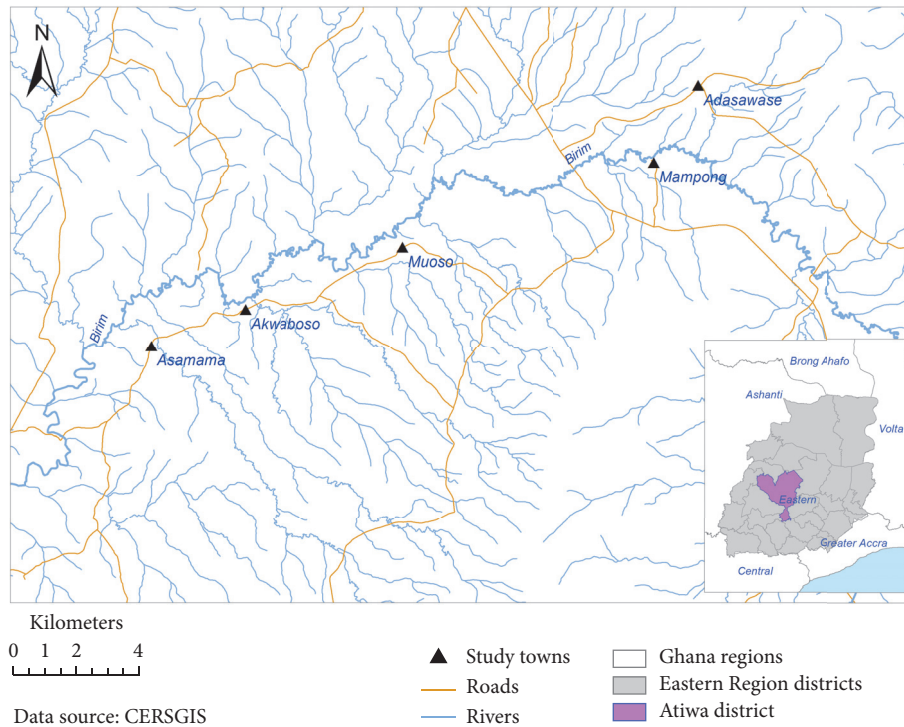 N
Adasawase
Birim
Mampong
Muoso
Akwaboso
Birim
Asamama
Brong Ahafo
Ashanti
Volta
Eastern
Greater Accra
Central
Kilometers
0 1 2 4
Study towns
Roads
Rivers
Ghana regions
Eastern Region districts
Atiwa district
Data source: CERSGIS